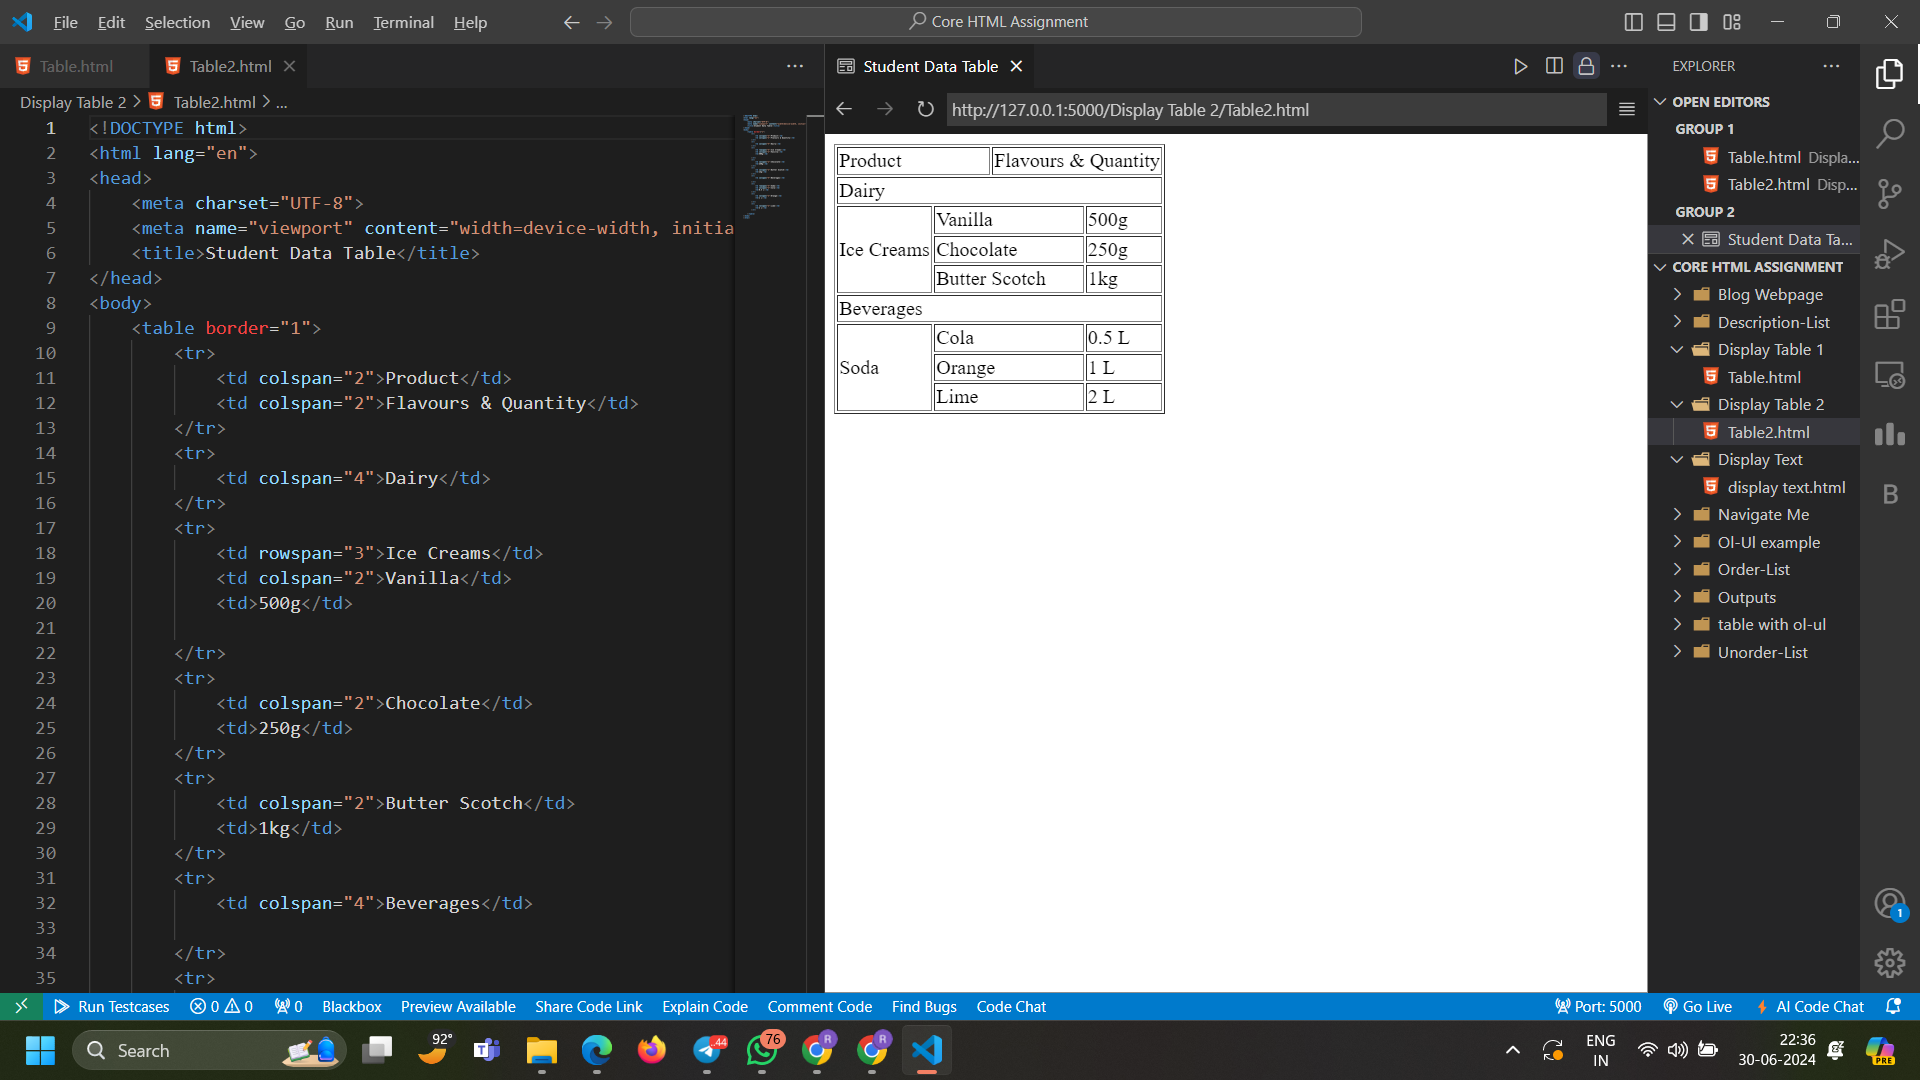 File Edit Selection View Go Run Terminal Help
Core HTML Assignment
Table.html
Table2.html
Display Table 2 > Table2.html > ...
1 <!DOCTYPE html>
2 <html lang="en">
3 <head>
4 <meta charset="UTF-8">
5 <meta name="viewport" content="width=device-width, initia
6 <title>Student Data Table</title>
7 </head>
8 <body>
9 <table border="1">
10 <tr>
11 <td colspan="2">Product</td>
12 <td colspan="2">Flavours & Quantity</td>
13 </tr>
14 <tr>
15 <td colspan="4">Dairy</td>
16 </tr>
17 <tr>
18 <td rowspan="3">Ice Creams</td>
19 <td colspan="2">Vanilla</td>
20 <td>500g</td>
21
22 </tr>
23 <tr>
24 <td colspan="2">Chocolate</td>
25 <td>250g</td>
26 </tr>
27 <tr>
28 <td colspan="2">Butter Scotch</td>
29 <td>1kg</td>
30 </tr>
31 <tr>
32 <td colspan="4">Beverages</td>
33
34 </tr>
35 <tr>
Student Data Table
http://127.0.0.1:5000/Display Table 2/Table2.html
Product Flavours & Quantity
Dairy
Ice Creams
Vanilla 500g
Chocolate 250g
Butter Scotch 1kg
Beverages
Soda
Cola 0.5 L
Orange 1 L
Lime 2 L
EXPLORER
OPEN EDITORS
GROUP 1
Table.html Displa...
Table2.html Disp...
GROUP 2
Student Data Ta...
CORE HTML ASSIGNMENT
Blog Webpage
Description-List
Display Table 1
Table.html
Display Table 2
Table2.html
Display Text
display text.html
Navigate Me
Ol-Ul example
Order-List
Outputs
table with ol-ul
Unorder-List
B
1
Run Testcases 0 0 0 Blackbox Preview Available Share Code Link Explain Code Comment Code Find Bugs Code Chat Port: 5000 Go Live AI Code Chat
Search
92°
44
76
R
R
ENG
IN
22:36
30-06-2024
PRE